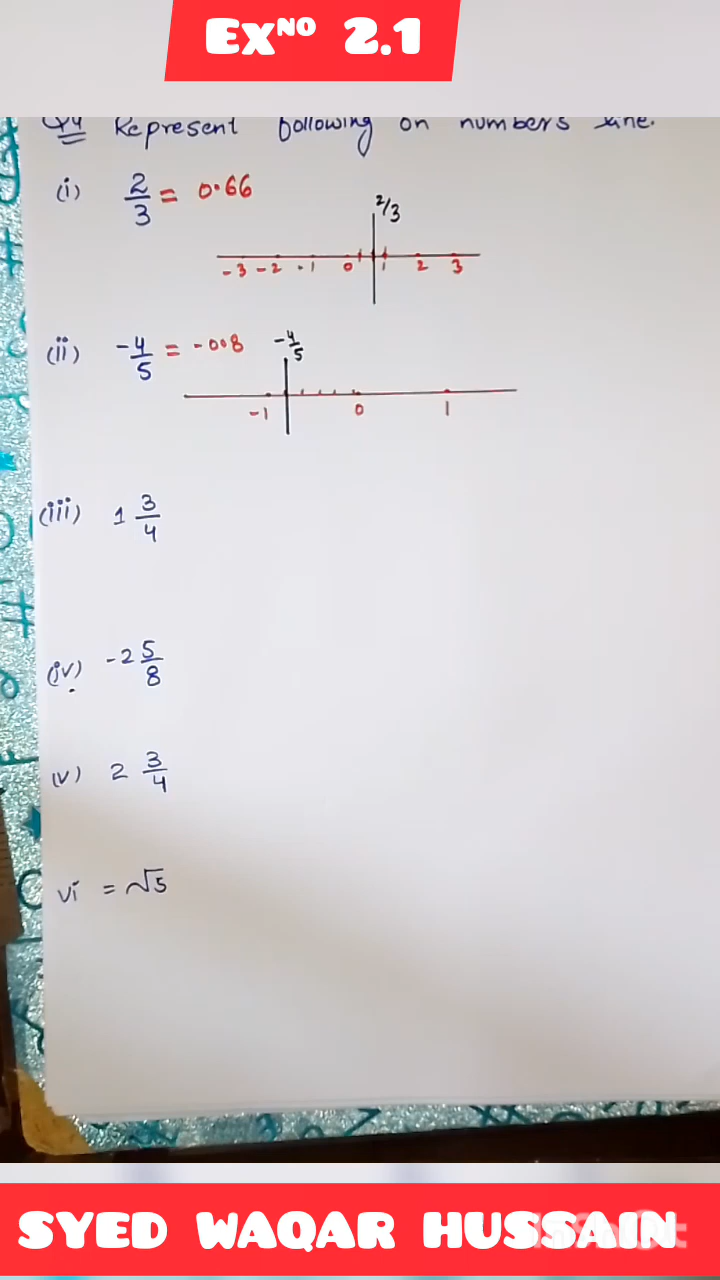 Exᴺᴼ 2.1
Q4 Represent following on numbers line.
(i) 2/3 = 0.66
2/3
-3 -2 -1 0 1 2 3
(ii) -4/5 = -0.8
-4/5
-1 0 1
(iii) 1 3/4
(iv) -2 5/8
(v) 2 3/4
vi = √5
SYED WAQAR HUSSAIN